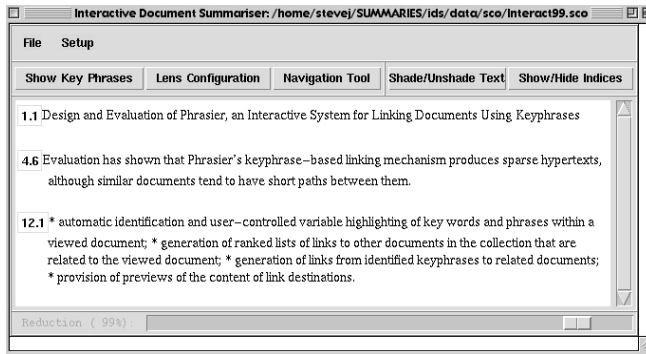 Interactive Document Summariser: /home/stevej/SUMMARIES/ids/data/sco/Interact99.sco
File Setup
Show Key Phrases Lens Configuration Navigation Tool Shade/Unshade Text Show/Hide Indices
1.1 Design and Evaluation of Phrasier, an Interactive System for Linking Documents Using Keyphrases
4.6 Evaluation has shown that Phrasier's keyphrase-based linking mechanism produces sparse hypertexts,
although similar documents tend to have short paths between them.
12.1 * automatic identification and user-controlled variable highlighting of key words and phrases within a
viewed document; * generation of ranked lists of links to other documents in the collection that are
related to the viewed document; * generation of links from identified keyphrases to related documents;
* provision of previews of the content of link destinations.
Reduction ( 99%):